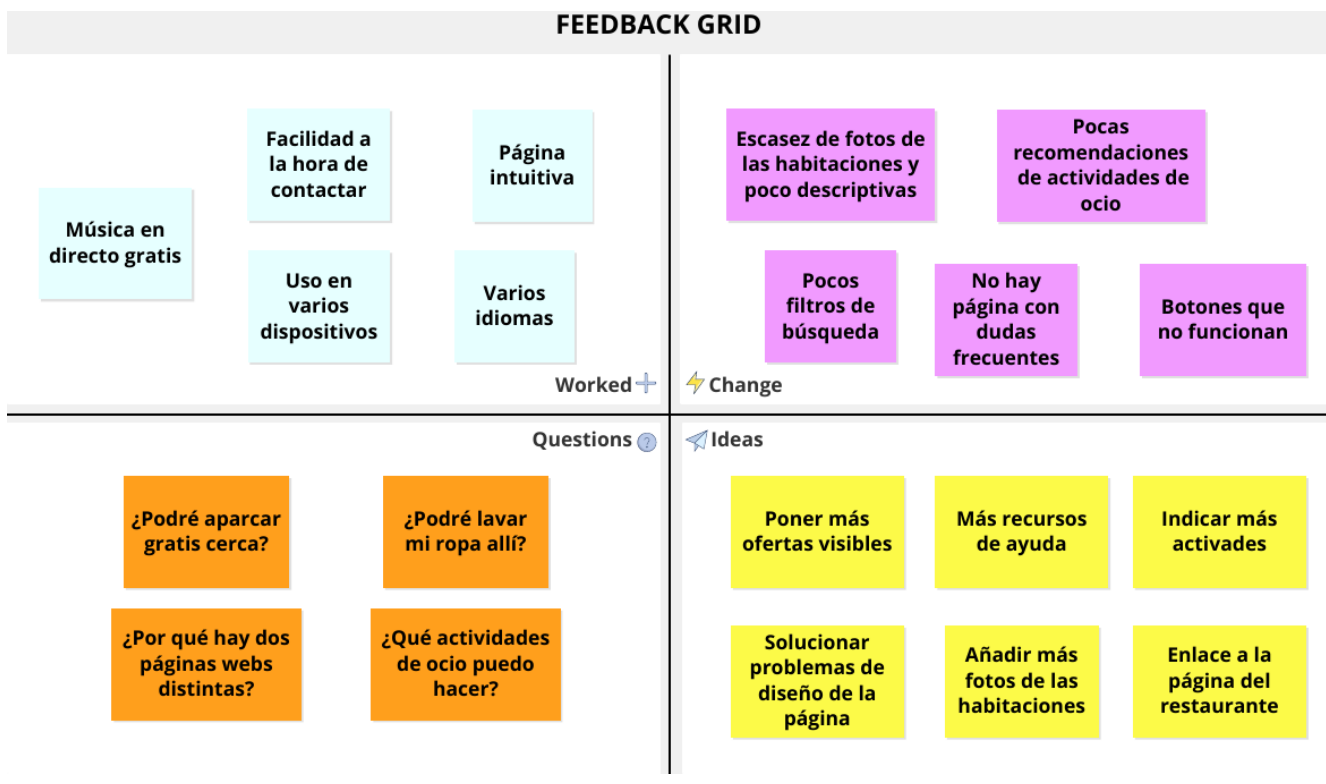 FEEDBACK GRID
Música en
directo gratis
Facilidad a
la hora de
contactar
Página
intuitiva
Uso en
varios
dispositivos
Varios
idiomas
Worked
Escasez de fotos de
las habitaciones y
poco descriptivas
Pocas
recomendaciones
de actividades de
ocio
Pocos
filtros de
búsqueda
No hay
página con
dudas
frecuentes
Botones que
no funcionan
Change
Questions
¿Podré aparcar
gratis cerca?
¿Podré lavar
mi ropa allí?
¿Por qué hay dos
páginas webs
distintas?
¿Qué actividades
de ocio puedo
hacer?
Ideas
Poner más
ofertas visibles
Más recursos
de ayuda
Indicar más
activades
Solucionar
problemas de
diseño de la
página
Añadir más
fotos de las
habitaciones
Enlace a la
página del
restaurante